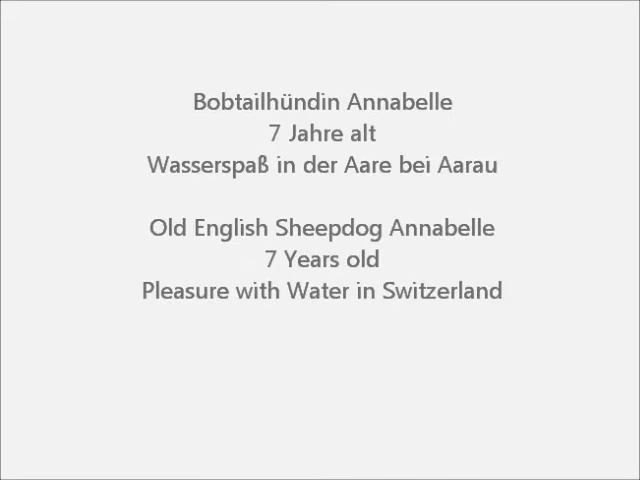 Bobtailhündin Annabelle
7 Jahre alt
Wasserspaß in der Aare bei Aarau
Old English Sheepdog Annabelle
7 Years old
Pleasure with Water in Switzerland